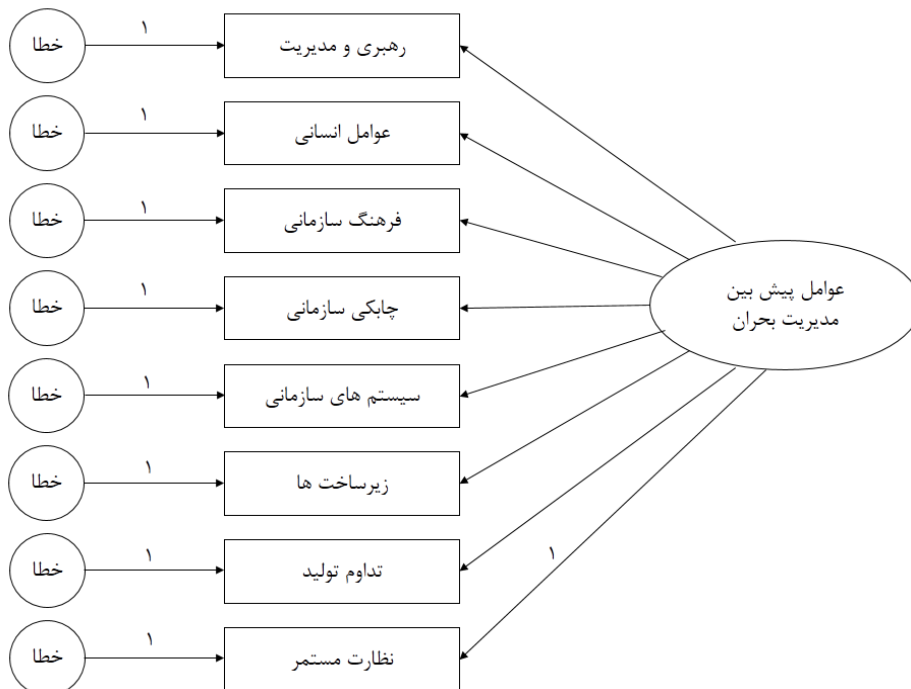 خطا
۱
رهبری و مدیریت
خطا
۱
عوامل انسانی
خطا
۱
فرهنگ سازمانی
خطا
۱
چابکی سازمانی
عوامل پیش بین
مدیریت بحران
خطا
۱
سیستم های سازمانی
خطا
۱
زیرساخت ها
خطا
۱
تداوم تولید
۱
خطا
۱
نظارت مستمر